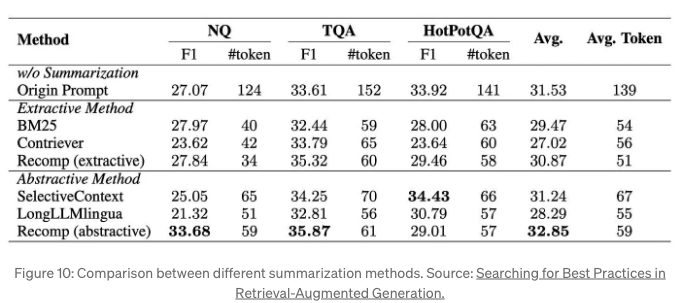 Method NQ TQA HotPotQA Avg. Avg. Token
F1 #token F1 #token F1 #token
w/o Summarization
Origin Prompt 27.07 124 33.61 152 33.92 141 31.53 139
Extractive Method
BM25 27.97 40 32.44 59 28.00 63 29.47 54
Contriever 23.62 42 33.79 65 23.64 60 27.02 56
Recomp (extractive) 27.84 34 35.32 60 29.46 58 30.87 51
Abstractive Method
SelectiveContext 25.05 65 34.25 70 34.43 66 31.24 67
LongLLMlingua 21.32 51 32.81 56 30.79 57 28.29 55
Recomp (abstractive) 33.68 59 35.87 61 29.01 57 32.85 59
Figure 10: Comparison between different summarization methods. Source: Searching for Best Practices in
Retrieval-Augmented Generation.